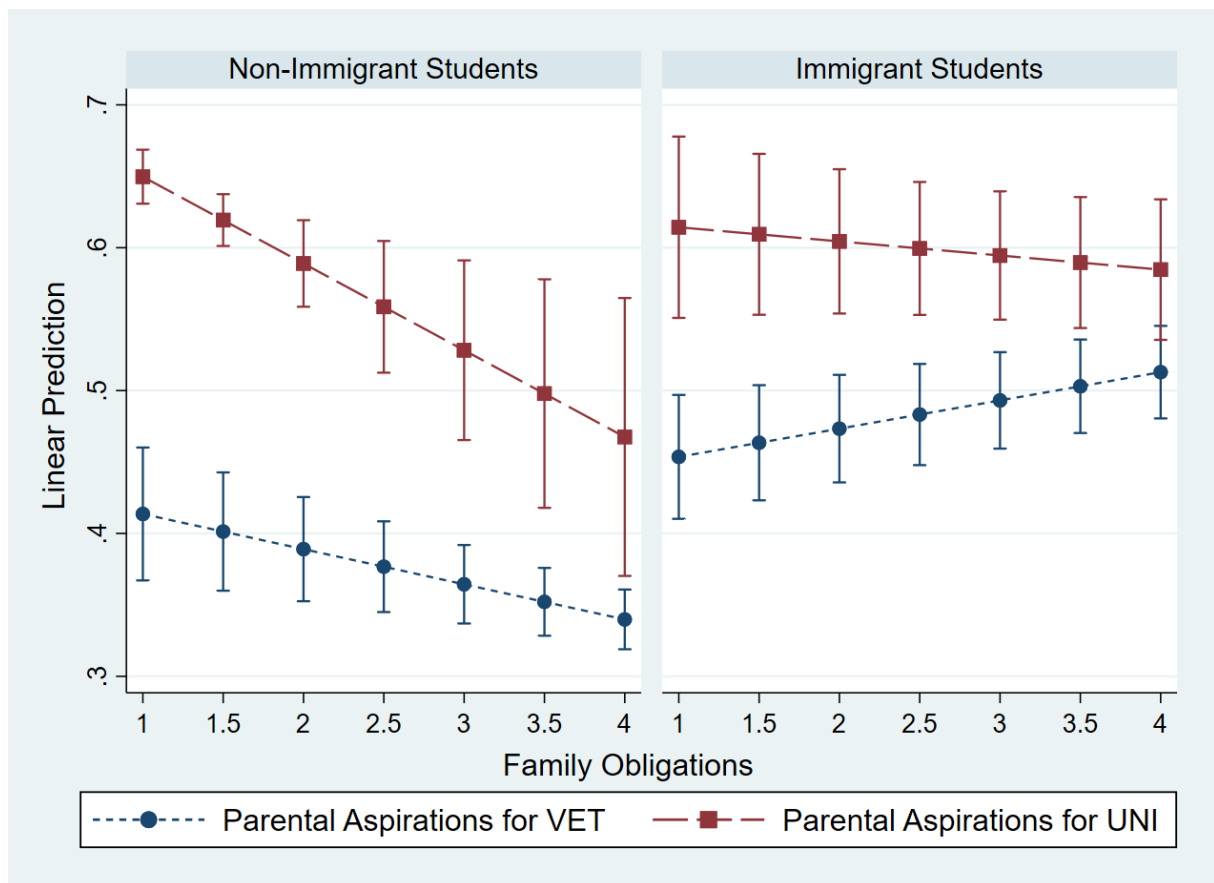 Non-Immigrant Students
Immigrant Students
Linear Prediction
.7
.6
.5
.4
.3
1 1.5 2 2.5 3 3.5 4
1 1.5 2 2.5 3 3.5 4
Family Obligations
Parental Aspirations for VET
Parental Aspirations for UNI